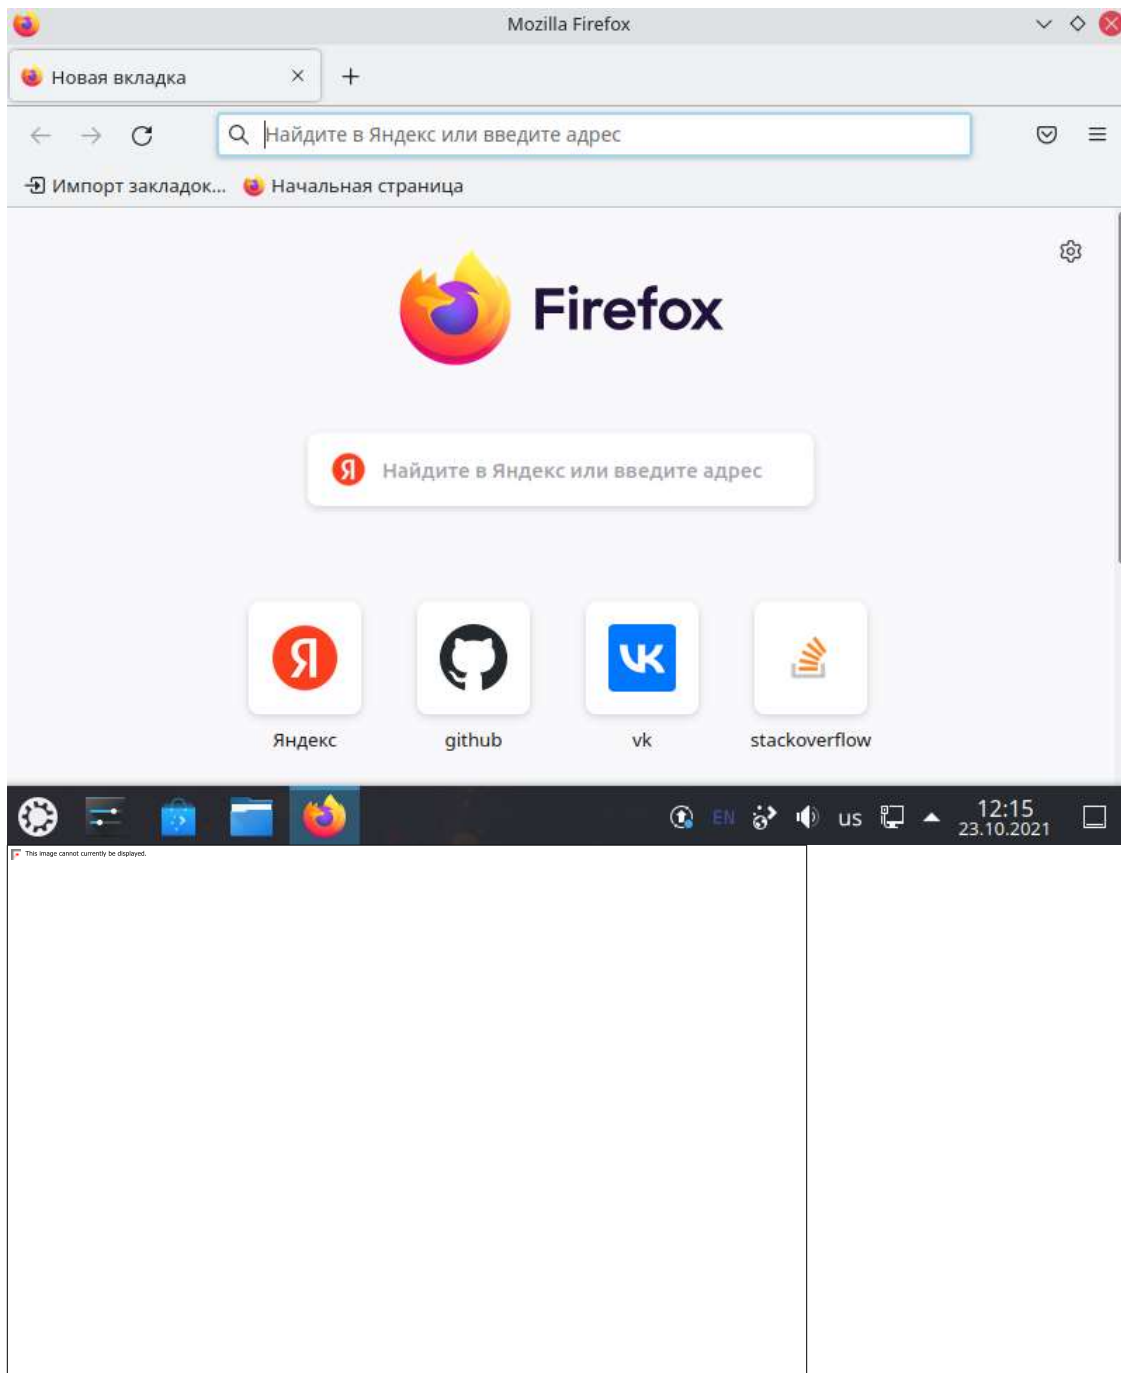 Mozilla Firefox
Новая вкладка
Найдите в Яндекс или введите адрес
Импорт закладок... Начальная страница
Firefox
Я Найдите в Яндекс или введите адрес
Я
VK
Яндекс github vk stackoverflow
EN us 12:15
23.10.2021
This image cannot currently be displayed.